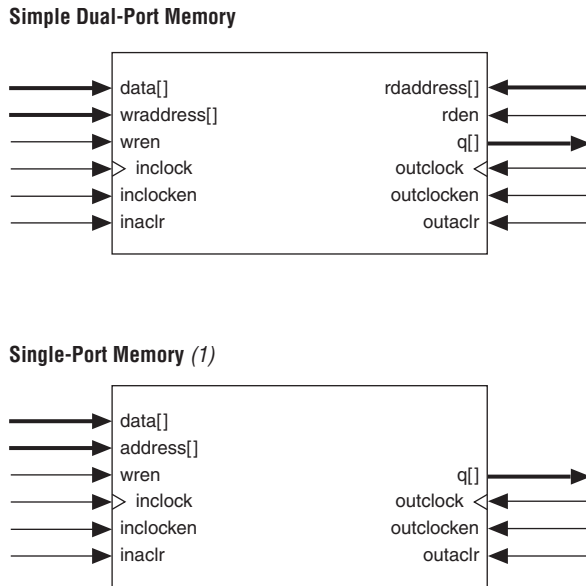 Simple Dual-Port Memory
data[] rdaddress[]
wraddress[] rden
wren q[]
inclock outclock
inclocken outclocken
inaclr outaclr
Single-Port Memory (1)
data[]
address[]
wren q[]
inclock outclock
inclocken outclocken
inaclr outaclr